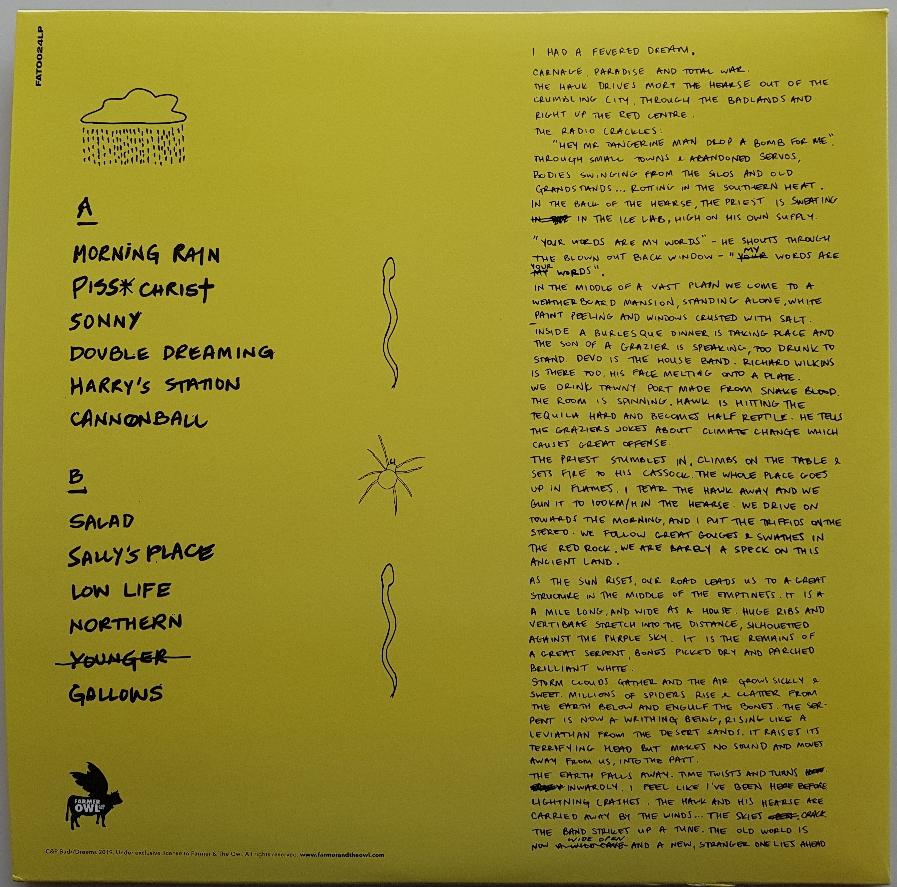 FATO024LP
A
MORNING RAIN
PISS*CHRIST
SONNY
DOUBLE DREAMING
HARRY'S STATION
CANNONBALL
B
SALAD
SALLY'S PLACE
LOW LIFE
NORTHERN
YOUNGER
GALLOWS
FARMER
OWL
C&P Bad//Dreems 2019. Under exclusive license to Farmer & The Owl. All rights reserved. www.farmerandtheowl.com
I HAD A FEVERED DREAM.
CARNAGE, PARADISE AND TOTAL WAR.
THE HAWK DRIVES MORT THE HEARSE OUT OF THE
CRUMBLING CITY, THROUGH THE BADLANDS AND
RIGHT UP THE RED CENTRE.
THE RADIO CRACKLES:
"HEY MR TANGERINE MAN DROP A BOMB FOR ME".
THROUGH SMALL TOWNS & ABANDONED SERVOS,
BODIES SWINGING FROM THE SILOS AND OLD
GRANDSTANDS... ROTTING IN THE SOUTHERN HEAT.
IN THE BACK OF THE HEARSE, THE PRIEST IS SWEATING
IN THE ICE LAB, HIGH ON HIS OWN SUPPLY.
"YOUR WORDS ARE MY WORDS" - HE SHOUTS THROUGH
THE BLOWN OUT BACK WINDOW - "MY WORDS ARE
YOUR WORDS".
IN THE MIDDLE OF A VAST PLAIN WE COME TO A
WEATHERBOARD MANSION, STANDING ALONE, WHITE
PAINT PEELING AND WINDOWS CRUSTED WITH SALT.
INSIDE A BURLESQUE DINNER IS TAKING PLACE AND
THE SON OF A GRAZIER IS SPEAKING, TOO DRUNK TO
STAND. DEVO IS THE HOUSE BAND. RICHARD WILKINS
IS THERE TOO, HIS FACE MELTING ONTO A PLATE.
WE DRINK TAWNY PORT MADE FROM SNAKE BLOOD.
THE ROOM IS SPINNING. HAWK IS HITTING THE
TEQUILA HARD AND BECOMES HALF REPTILE. HE TELLS
THE GRAZIERS JOKES ABOUT CLIMATE CHANGE WHICH
CAUSES GREAT OFFENSE.
THE PRIEST STUMBLES IN, CLIMBS ON THE TABLE &
SETS FIRE TO HIS CASSOCK. THE WHOLE PLACE GOES
UP IN FLAMES. I TEAR THE HAWK AWAY AND WE
GUN IT TO 100KM/H IN THE HEARSE. WE DRIVE ON
TOWARDS THE MORNING, AND I PUT THE TRIFFIDS ON THE
STEREO. WE FOLLOW GREAT GORGES & SWATHES IN
THE RED ROCK. WE ARE BARELY A SPECK ON THIS
ANCIENT LAND.
AS THE SUN RISES, OUR ROAD LEADS US TO A GREAT
STRUCTURE IN THE MIDDLE OF THE EMPTINESS. IT IS A
A MILE LONG, AND WIDE AS A HOUSE. HUGE RIBS AND
VERTIBRAE STRETCH INTO THE DISTANCE, SILHOUETTED
AGAINST THE PURPLE SKY. IT IS THE REMAINS OF
A GREAT SERPENT, BONES PICKED DRY AND PARCHED
BRILLIANT WHITE.
STORM CLOUDS GATHER AND THE AIR GROWS SICKLY &
SWEET. MILLIONS OF SPIDERS RISE & CLATTER FROM
THE EARTH BELOW AND ENGULF THE BONES. THE SER-
PENT IS NOW A WRITHING BEING, RISING LIKE A
LEVIATHAN FROM THE DESERT SANDS. IT RAISES ITS
TERRIFYING HEAD BUT MAKES NO SOUND AND MOVES
AWAY FROM US, INTO THE PATT.
THE EARTH FALLS AWAY. TIME TWISTS AND TURNS
INWARDLY. I FEEL LIKE I'VE BEEN HERE BEFORE
LIGHTNING CRASHES. THE HAWK AND HIS HEARSE ARE
CARRIED AWAY BY THE WINDS... THE SKIES CRACK
THE BAND STRIKES UP A TUNE. THE OLD WORLD IS
NOW WIDE OPEN AND A NEW, STRANGER ONE LIES AHEAD